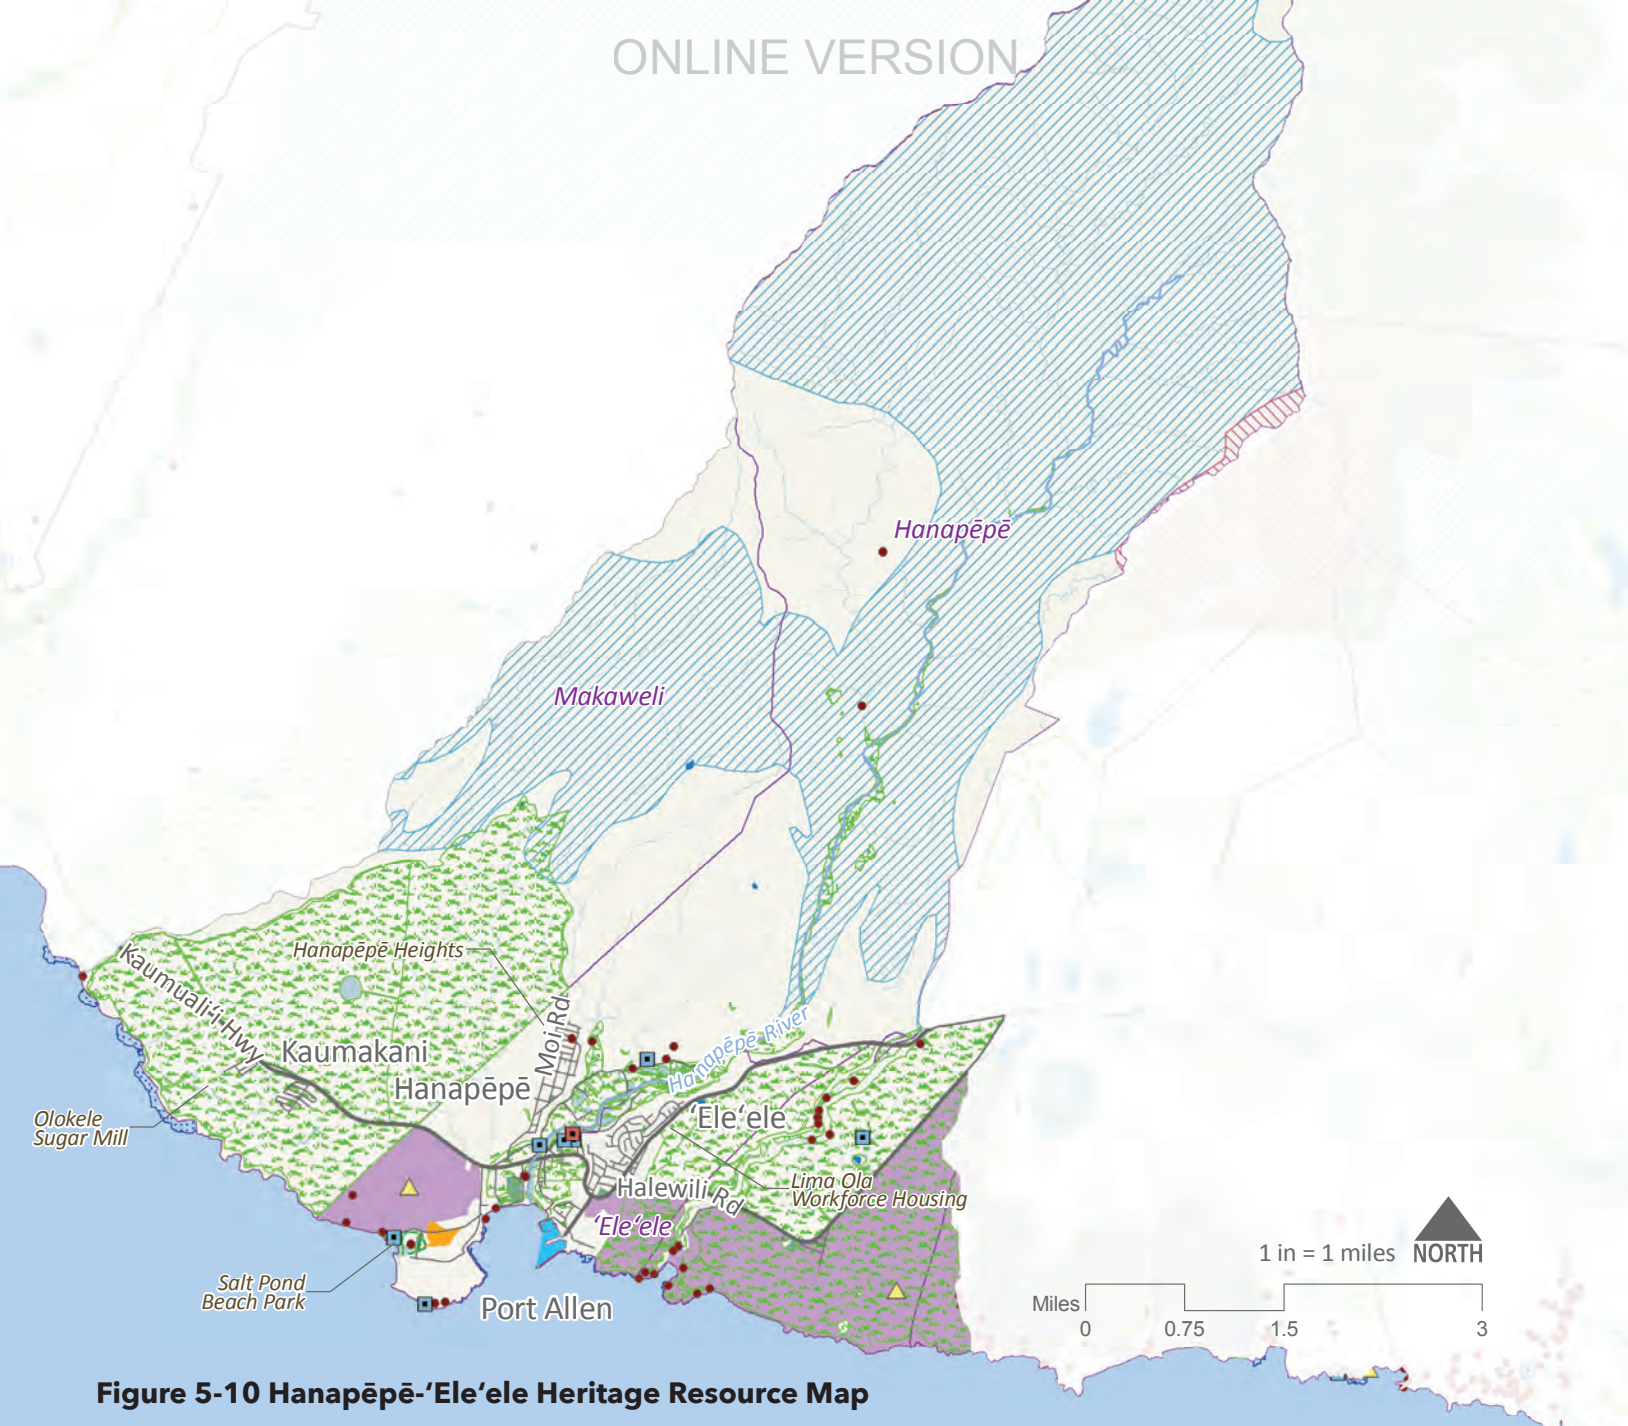 ONLINE VERSION
Hanapēpē
Makaweli
Hanapēpē Heights
Kaumuali‘i Hwy
Moi Rd
Hanapēpē River
Kaumakani
Hanapēpē
Olokele
Sugar Mill
‘Ele‘ele
Lima Ola
Workforce Housing
Halewili Rd
‘Ele‘ele
Salt Pond
Beach Park
Port Allen
1 in = 1 miles
NORTH
Miles
0 0.75 1.5 3
Figure 5-10 Hanapēpē-‘Ele‘ele Heritage Resource Map